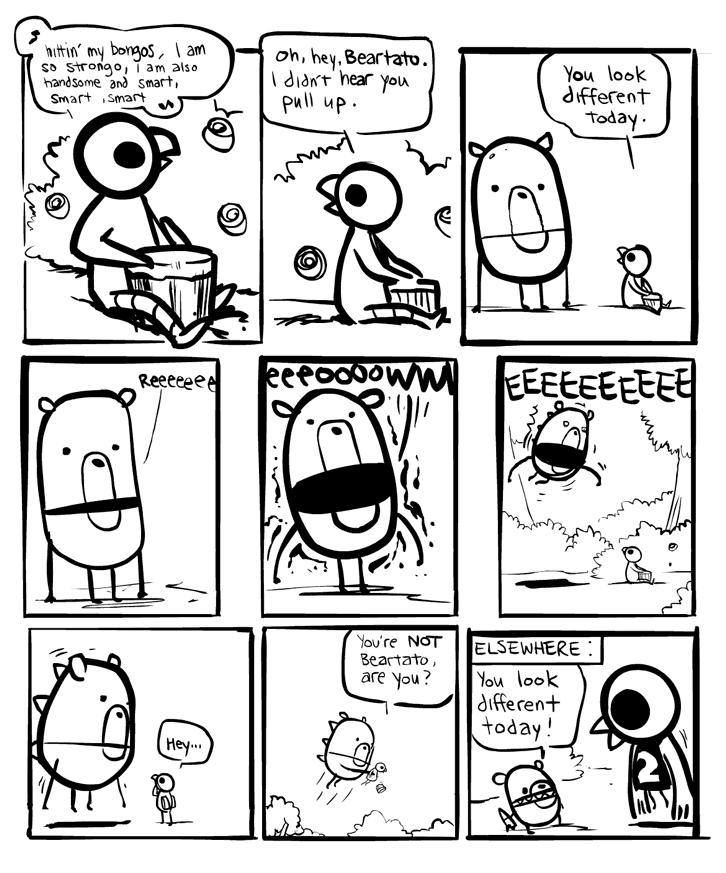 hittin' my bongos, I am
so strongo, i am also
handsome and smart,
smart, smart
Oh, hey, Beartato.
I didn't hear you
pull up.
You look
different
today.
Reeeeeee
eeeoooowWW
EEEEEEEEEE
Hey...
You're NOT
Beartato,
are you?
ELSEWHERE:
You look
different
today!
2